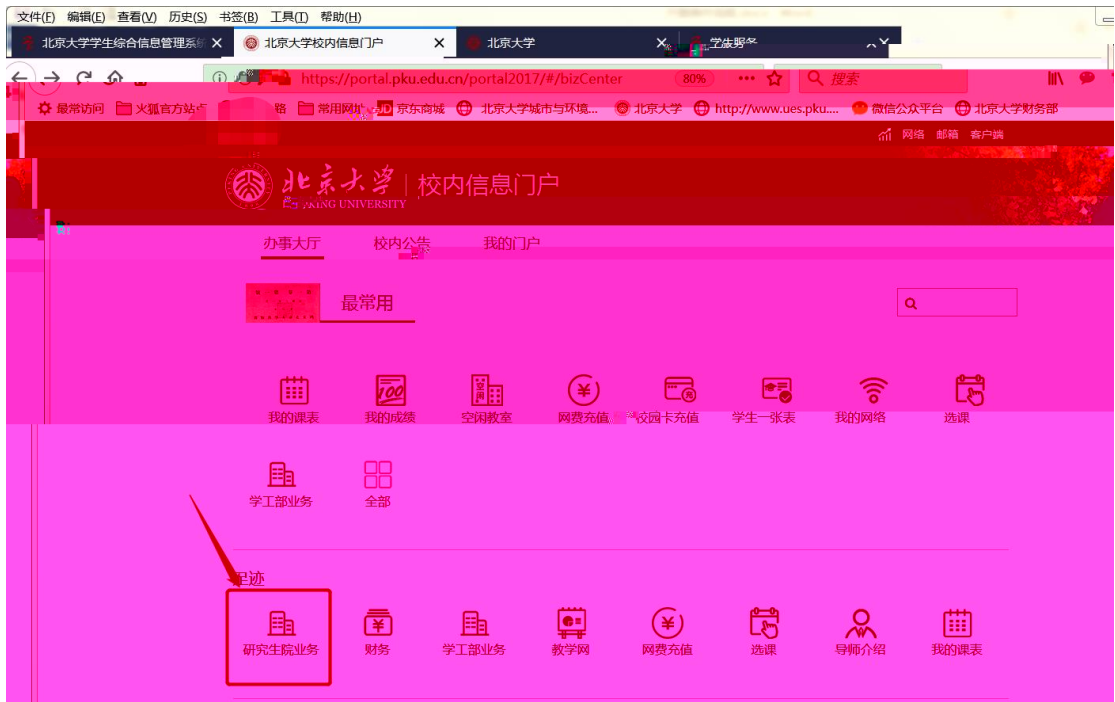 文件(F) 编辑(E) 查看(V) 历史(S) 书签(B) 工具(T) 帮助(H)
北京大学学生综合信息管理系统 × 北京大学校内信息门户 × 北京大学 ×
https://portal.pku.edu.cn/portal2017/#/bizCenter 80% ••• 搜索
最常访问 火狐官方站点 常用网址 JD 京东商城 北京大学城市与环境... 北京大学 http://www.ues.pku.... 微信公众平台 北京大学财务部
网络 邮箱 客户端
北京大学 校内信息门户
PEKING UNIVERSITY
办事大厅 校内公告 我的门户
最常用
我的课表 我的成绩 空闲教室 网费充值 校园卡充值 学生一张表 我的网络 选课
学工部业务 全部
足迹
研究生院业务 财务 学工部业务 教学网 网费充值 选课 导师介绍 我的课表